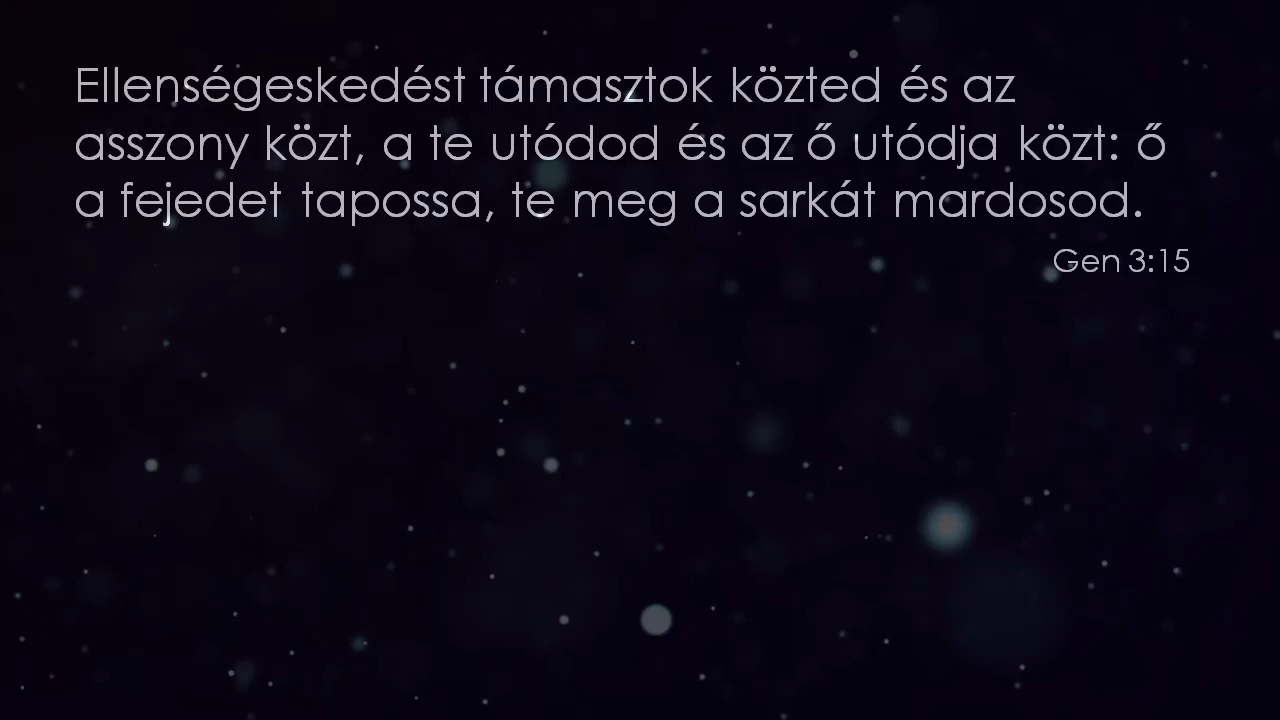 Ellenségeskedést támasztok közted és az
asszony közt, a te utódod és az ő utódja közt: ő
a fejedet tapossa, te meg a sarkát mardosod.
Gen 3:15